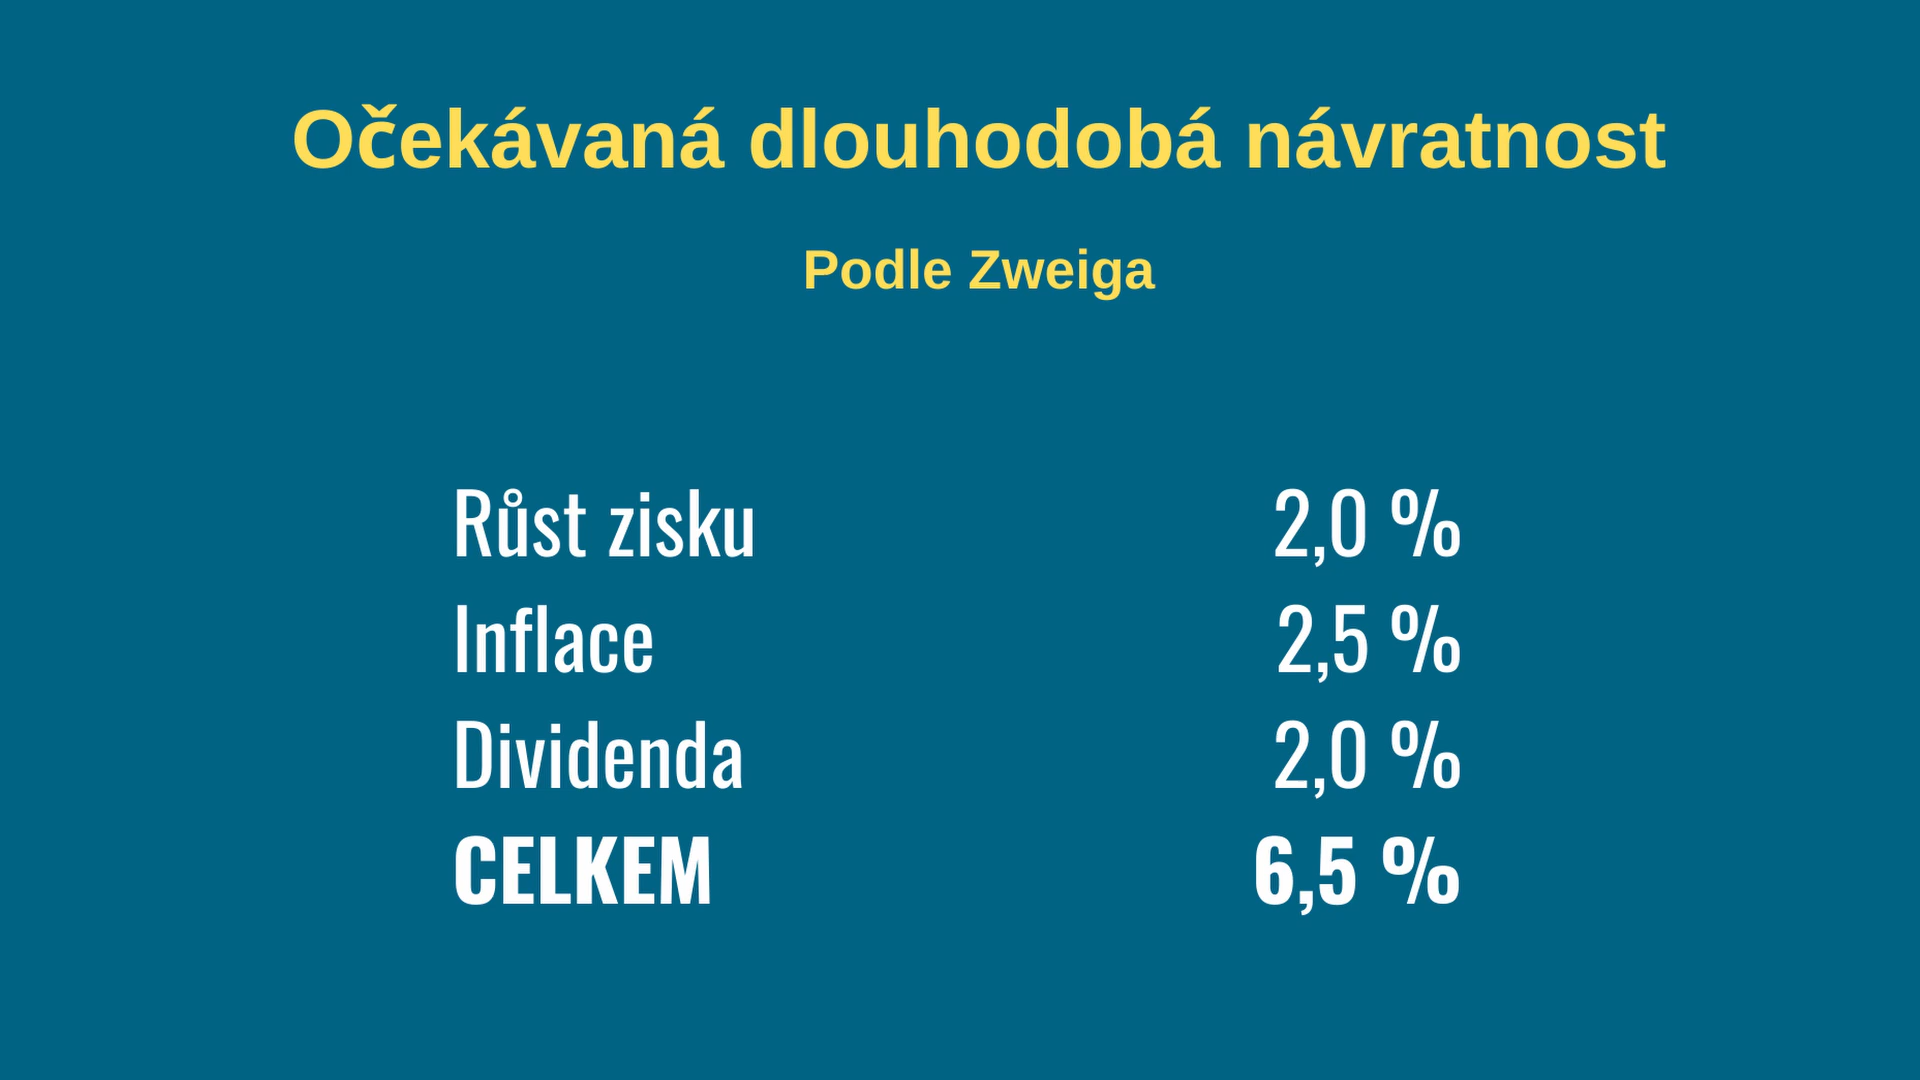 Očekávaná dlouhodobá návratnost
Podle Zweiga
Růst zisku 2,0 %
Inflace 2,5 %
Dividenda 2,0 %
CELKEM 6,5 %